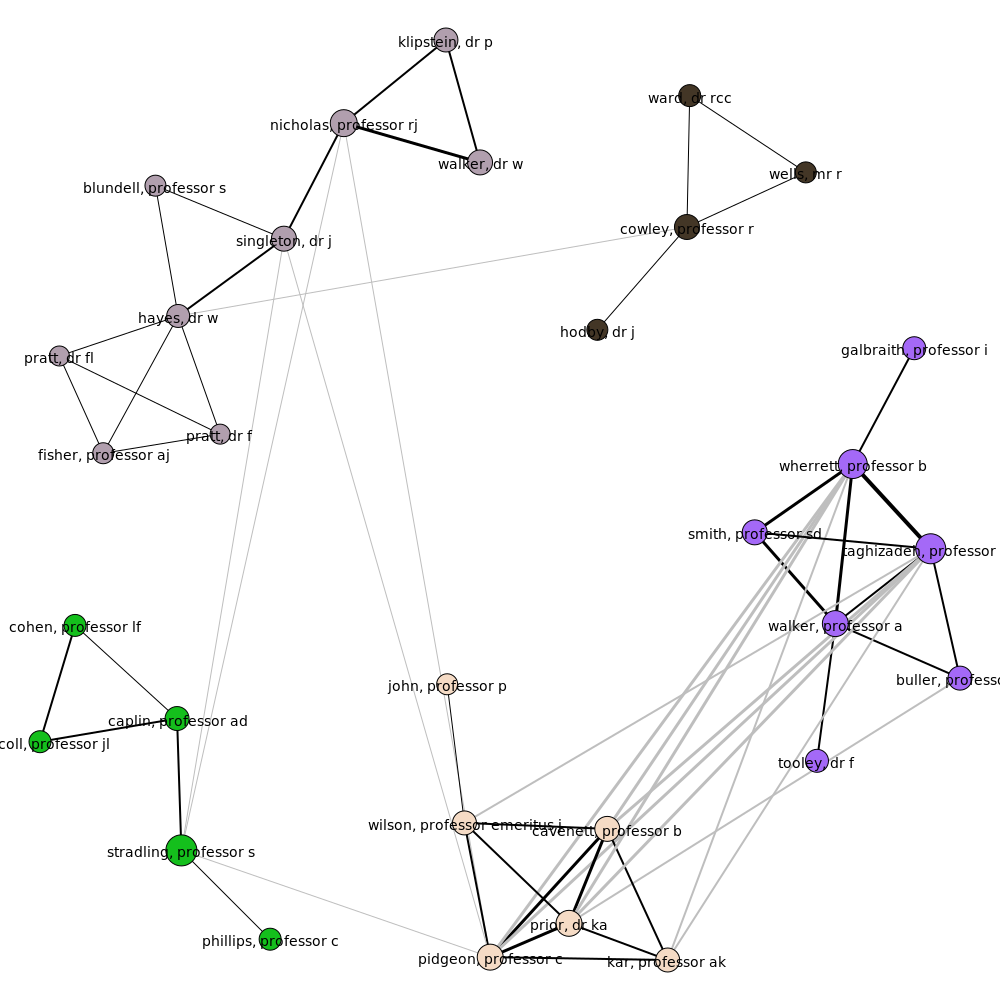 klipstein, dr p
ward, dr rcc
nicholas, professor rj
walker, dr w
wells, mr r
blundell, professor s
cowley, professor r
singleton, dr j
hayes, dr w
hodby, dr j
galbraith, professor i
pratt, dr fl
pratt, dr f
fisher, professor aj
wherrett, professor b
smith, professor sd
taghizadeh, professor
cohen, professor lf
walker, professor a
buller, profess
john, professor p
caplin, professor ad
coll, professor jl
tooley, dr f
wilson, professor emeritus j
cavenett, professor b
stradling, professor s
prior, dr ka
phillips, professor c
pidgeon, professor c
kar, professor ak